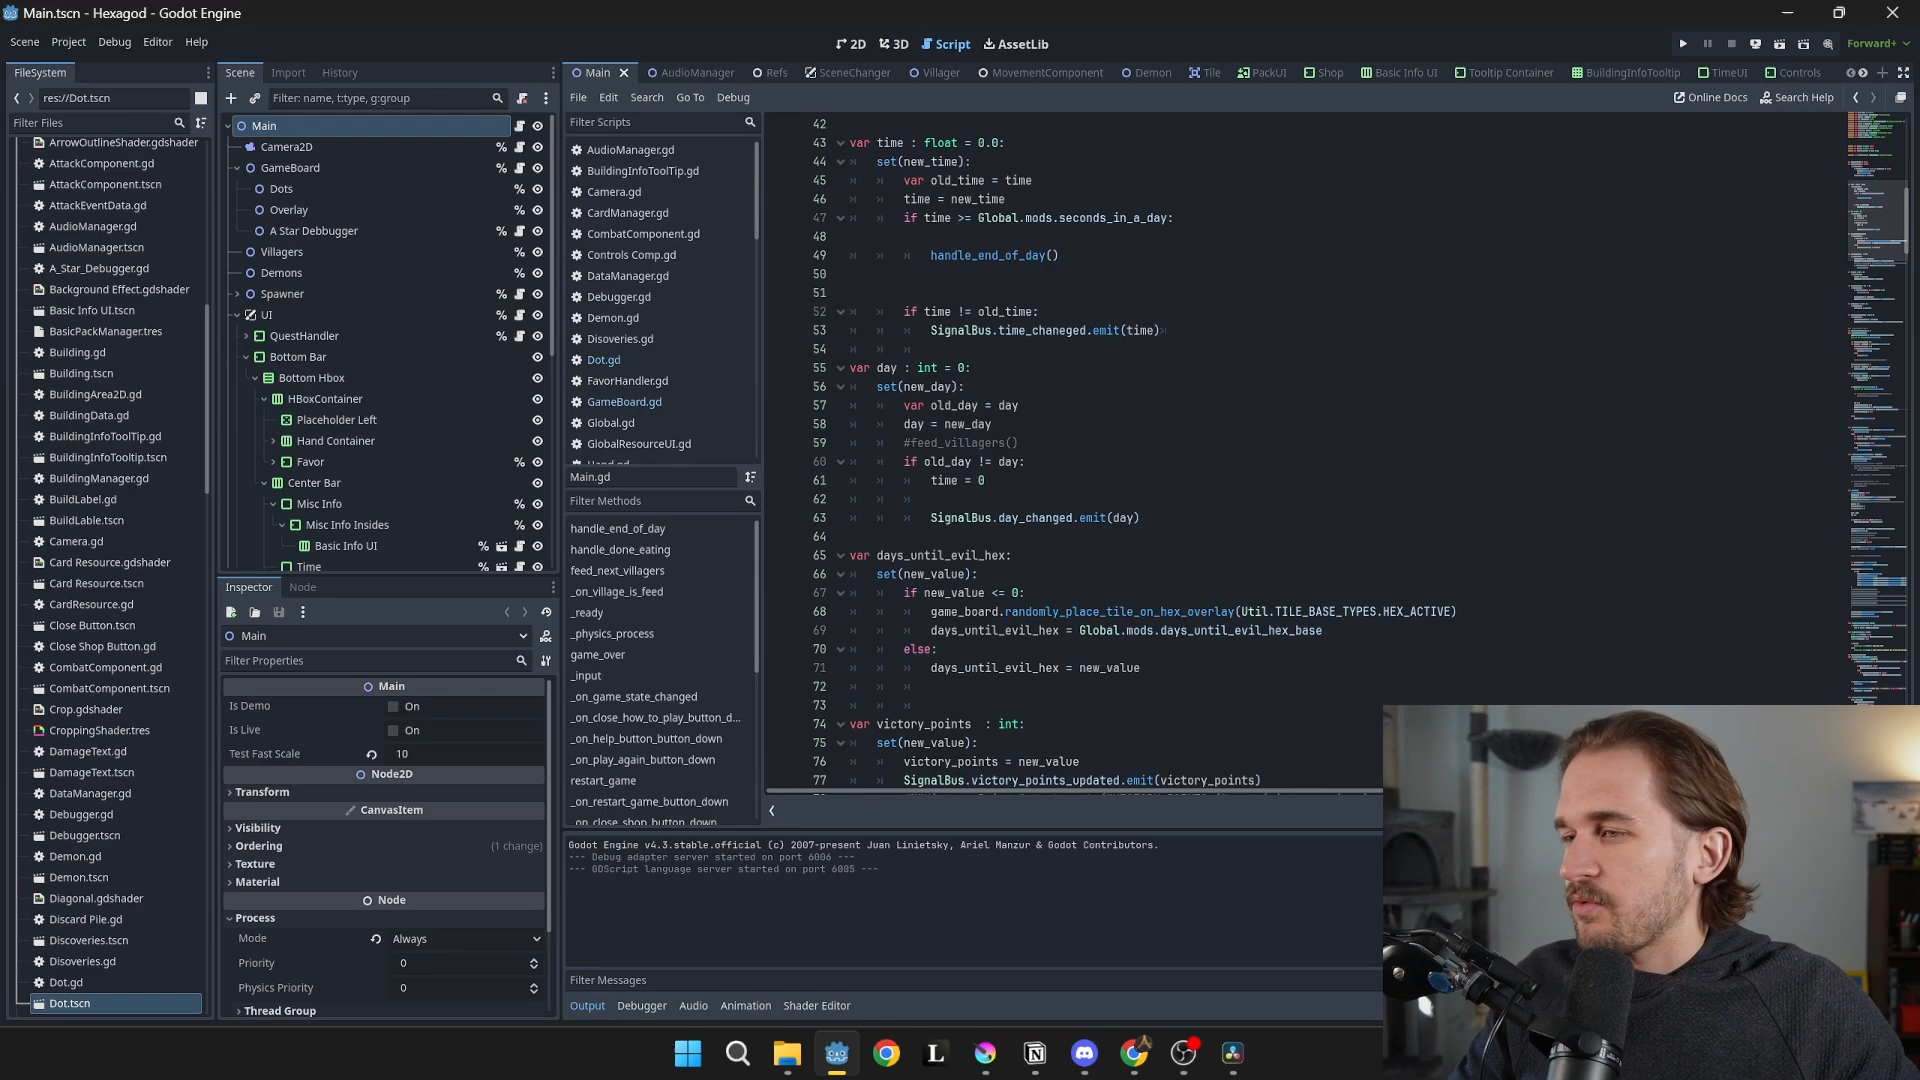 Main.tscn - Hexagod - Godot Engine
Scene Project Debug Editor Help
2D 3D Script AssetLib
Forward+
FileSystem
res://Dot.tscn
Filter Files
ArrowOutlineShader.gdshader
AttackComponent.gd
AttackComponent.tscn
AttackEventData.gd
AudioManager.gd
AudioManager.tscn
A_Star_Debugger.gd
Background Effect.gdshader
Basic Info UI.tscn
BasicPackManager.tres
Building.gd
Building.tscn
BuildingArea2D.gd
BuildingData.gd
BuildingInfoToolTip.gd
BuildingInfoTooltip.tscn
BuildingManager.gd
BuildLabel.gd
BuildLable.tscn
Camera.gd
Card Resource.gdshader
Card Resource.tscn
CardResource.gd
Close Button.tscn
Close Shop Button.gd
CombatComponent.gd
CombatComponent.tscn
Crop.gdshader
CroppingShader.tres
DamageText.gd
DamageText.tscn
DataManager.gd
Debugger.gd
Debugger.tscn
Demon.gd
Demon.tscn
Diagonal.gdshader
Discard Pile.gd
Discoveries.tscn
Disoveries.gd
Dot.gd
Dot.tscn
Scene Import History
Filter: name, t:type, g:group
Main
Camera2D
GameBoard
Dots
Overlay
A Star Debbugger
Villagers
Demons
Spawner
UI
QuestHandler
Bottom Bar
Bottom Hbox
HBoxContainer
Placeholder Left
Hand Container
Favor
Center Bar
Misc Info
Misc Info Insides
Basic Info UI
Time
Inspector Node
Main
Filter Properties
Main
Is Demo On
Is Live On
Test Fast Scale 10
Node2D
Transform
CanvasItem
Visibility
Ordering (1 change)
Texture
Material
Node
Process
Mode Always
Priority 0
Physics Priority 0
Thread Group
Main AudioManager Refs SceneChanger Villager MovementComponent Demon Tile PackUI Shop Basic Info UI Tooltip Container BuildingInfoTooltip TimeUI Controls
File Edit Search Go To Debug
Online Docs Search Help
Filter Scripts
AudioManager.gd
BuildingInfoToolTip.gd
Camera.gd
CardManager.gd
CombatComponent.gd
Controls Comp.gd
DataManager.gd
Debugger.gd
Demon.gd
Disoveries.gd
Dot.gd
FavorHandler.gd
GameBoard.gd
Global.gd
GlobalResourceUI.gd
Hand.gd
Main.gd
Filter Methods
handle_end_of_day
handle_done_eating
feed_next_villagers
_on_village_is_feed
_ready
_physics_process
game_over
_input
_on_game_state_changed
_on_close_how_to_play_button_d...
_on_help_button_button_down
_on_play_again_button_down
restart_game
_on_restart_game_button_down
_on_close_shop_button_down
42
43 var time : float = 0.0:
44 set(new_time):
45 var old_time = time
46 time = new_time
47 if time >= Global.mods.seconds_in_a_day:
48
49 handle_end_of_day()
50
51
52 if time != old_time:
53 SignalBus.time_chaneged.emit(time)
54
55 var day : int = 0:
56 set(new_day):
57 var old_day = day
58 day = new_day
59 #feed_villagers()
60 if old_day != day:
61 time = 0
62
63 SignalBus.day_changed.emit(day)
64
65 var days_until_evil_hex:
66 set(new_value):
67 if new_value <= 0:
68 game_board.randomly_place_tile_on_hex_overlay(Util.TILE_BASE_TYPES.HEX_ACTIVE)
69 days_until_evil_hex = Global.mods.days_until_evil_hex_base
70 else:
71 days_until_evil_hex = new_value
72
73
74 var victory_points : int:
75 set(new_value):
76 victory_points = new_value
77 SignalBus.victory_points_updated.emit(victory_points)
Godot Engine v4.3.stable.official (c) 2007-present Juan Linietsky, Ariel Manzur & Godot Contributors.
--- Debug adapter server started on port 6006 ---
--- GDScript language server started on port 6005 ---
Filter Messages
Output Debugger Audio Animation Shader Editor